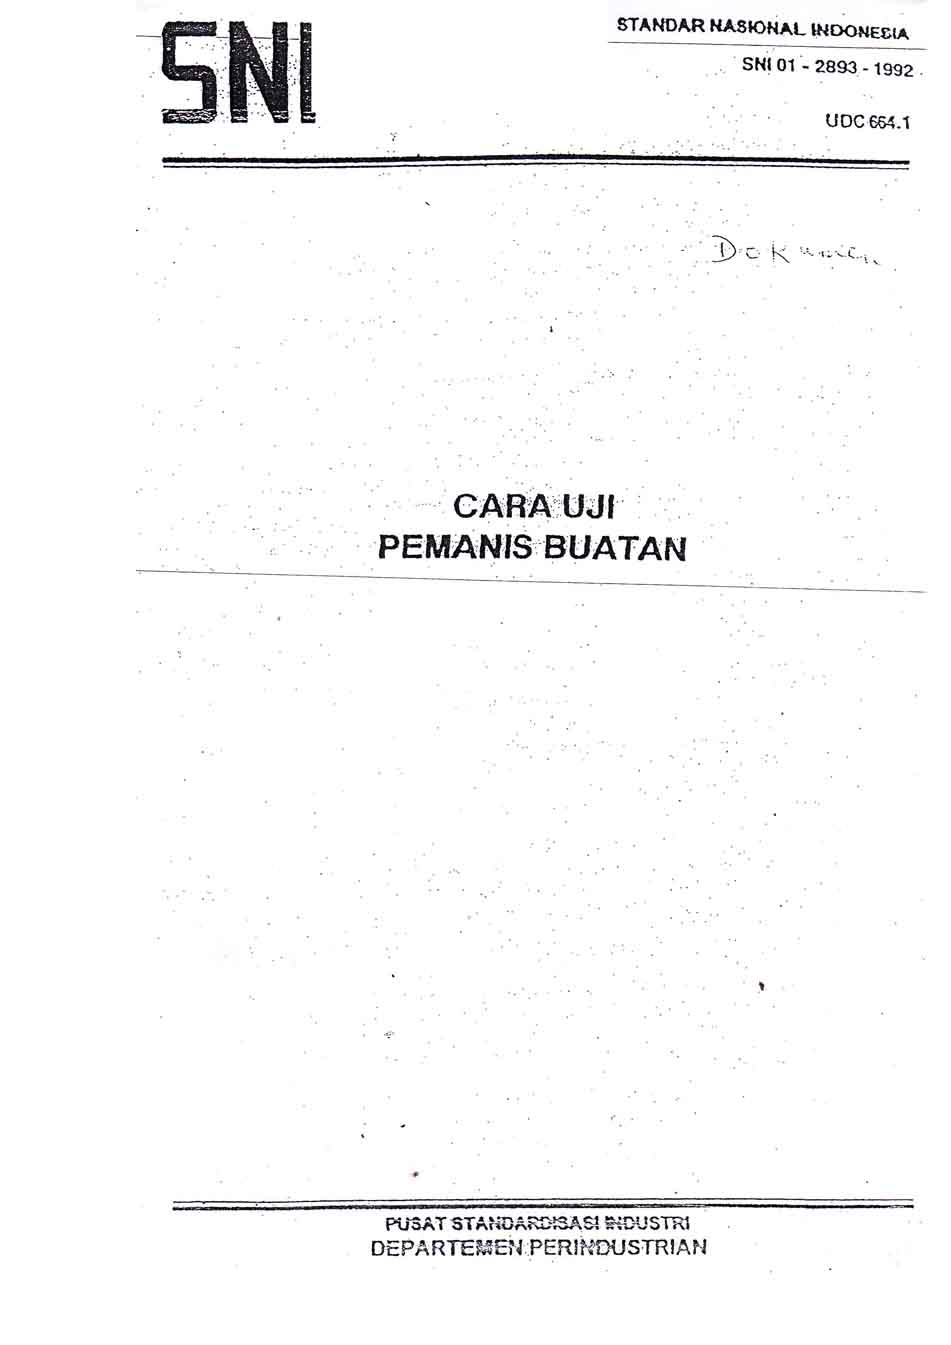 SNI
STANDAR NASIONAL INDONESIA
SNI 01 - 2893 - 1992
UDC 664.1
Dokumen
CARA UJI
PEMANIS BUATAN
PUSAT STANDARDISASI INDUSTRI
DEPARTEMEN PERINDUSTRIAN